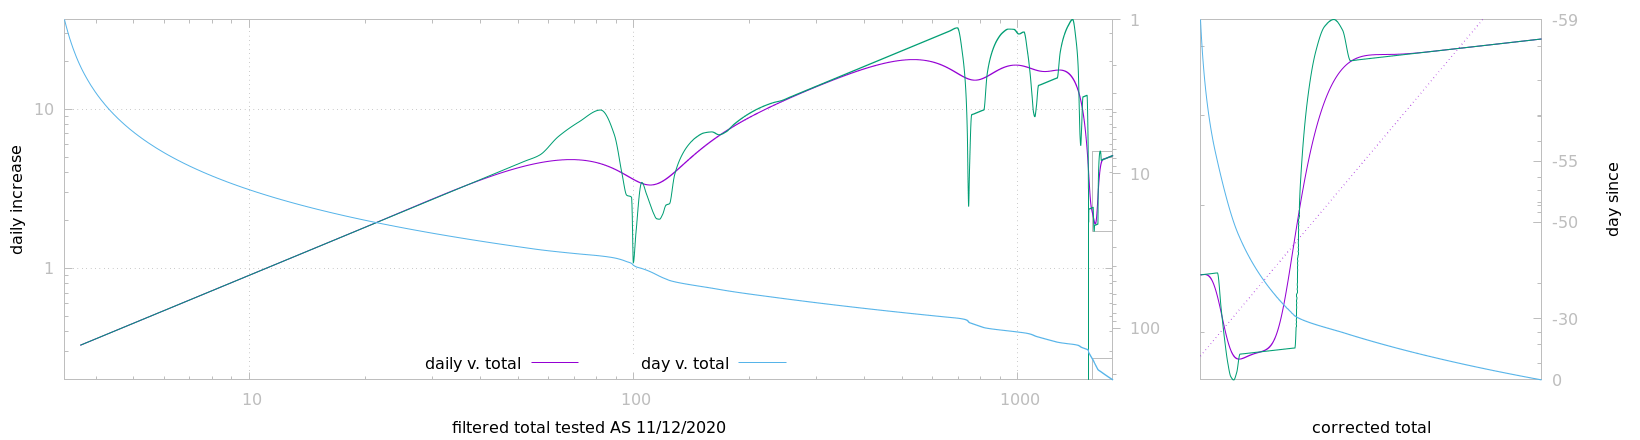 daily increase
10
1
daily v. total
day v. total
10
100
1000
filtered total tested AS 11/12/2020
1
10
100
-59
-55
-50
-30
0
day since
corrected total